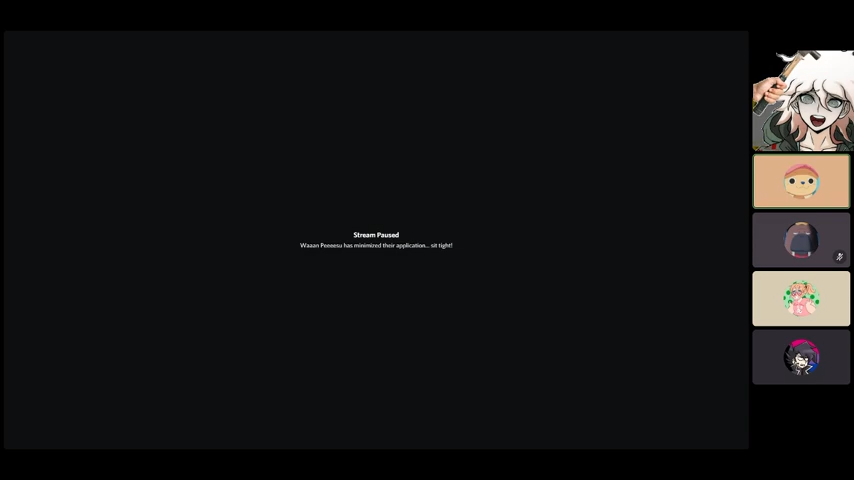 Stream Paused
Waaan Peeeesu has minimized their application... sit tight!